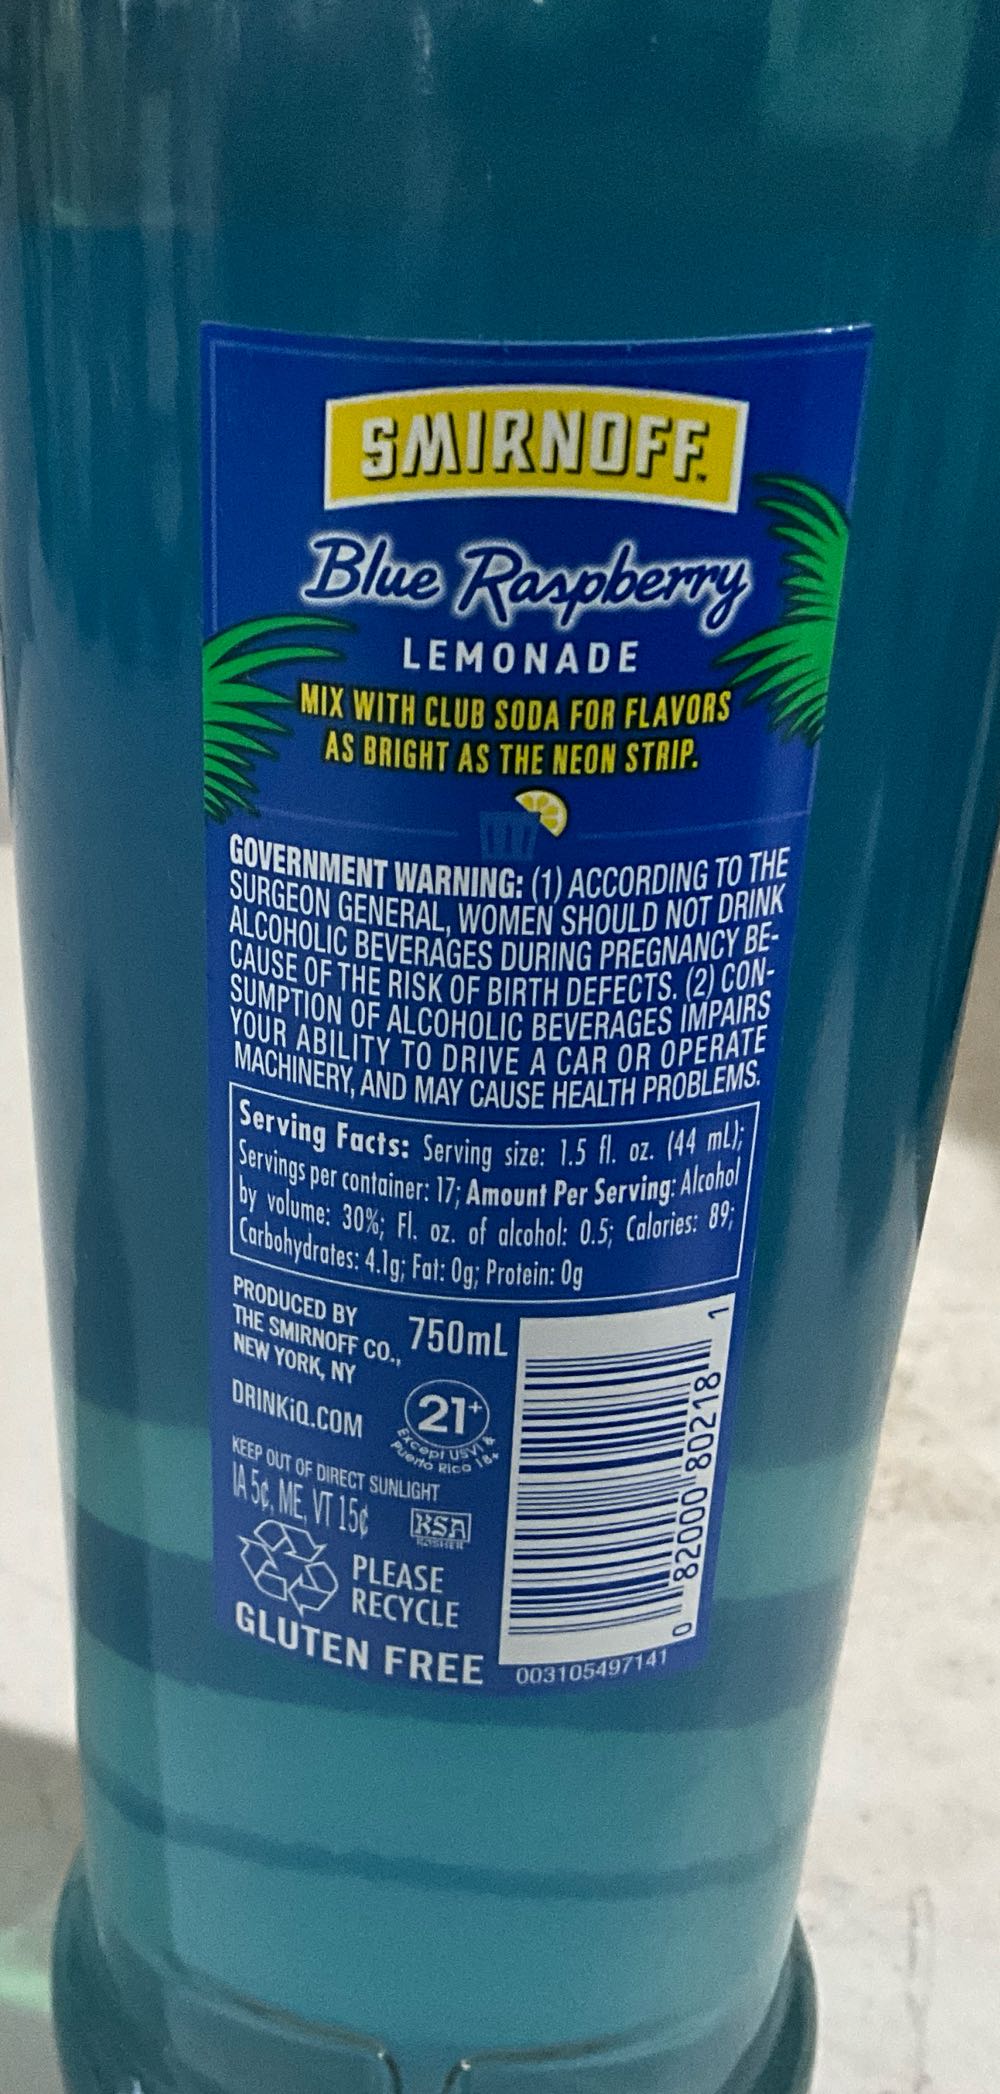 SMIRNOFF
Blue Raspberry
LEMONADE
MIX WITH CLUB SODA FOR FLAVORS
AS BRIGHT AS THE NEON STRIP.
GOVERNMENT WARNING: (1) ACCORDING TO THE
SURGEON GENERAL, WOMEN SHOULD NOT DRINK
ALCOHOLIC BEVERAGES DURING PREGNANCY BE-
CAUSE OF THE RISK OF BIRTH DEFECTS. (2) CON-
SUMPTION OF ALCOHOLIC BEVERAGES IMPAIRS
YOUR ABILITY TO DRIVE A CAR OR OPERATE
MACHINERY, AND MAY CAUSE HEALTH PROBLEMS.
Serving Facts: Serving size: 1.5 fl. oz. (44 mL);
Servings per container: 17; Amount Per Serving: Alcohol
by volume: 30%; Fl. oz. of alcohol: 0.5; Calories: 89;
Carbohydrates: 4.1g; Fat: 0g; Protein: 0g
PRODUCED BY
THE SMIRNOFF CO.,
NEW YORK, NY
750mL
DRINKiQ.COM
21+
Except USVI &
Puerto Rico 18+
KEEP OUT OF DIRECT SUNLIGHT
IA 5¢, ME, VT 15¢
KSA
KOSHER
PLEASE
RECYCLE
GLUTEN FREE
0 82000 80218 1
003105497141